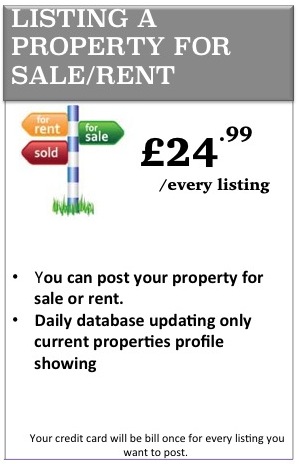 LISTING A
PROPERTY FOR
SALE/RENT
for
rent
for
sale
sold
£24.99
/every listing
• You can post your property for
sale or rent.
• Daily database updating only
current properties profile
showing
Your credit card will be bill once for every listing you
want to post.